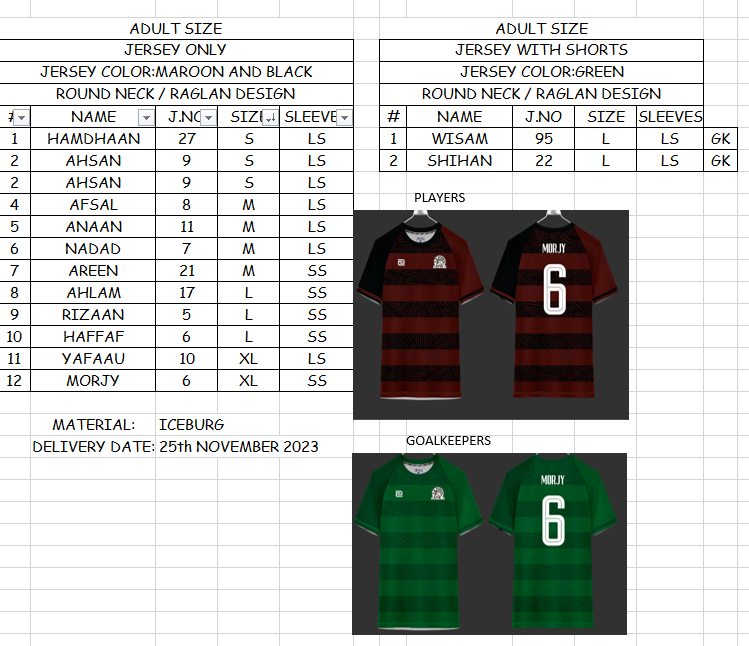 ADULT SIZE
JERSEY ONLY
JERSEY COLOR:MAROON AND BLACK
ROUND NECK / RAGLAN DESIGN
# NAME J.NO SIZE SLEEVE
1 HAMDHAAN 27 S LS
2 AHSAN 9 S LS
2 AHSAN 9 S LS
4 AFSAL 8 M LS
5 ANAAN 11 M LS
6 NADAD 7 M LS
7 AREEN 21 M SS
8 AHLAM 17 L SS
9 RIZAAN 5 L SS
10 HAFFAF 6 L SS
11 YAFAAU 10 XL LS
12 MORJY 6 XL SS
MATERIAL: ICEBURG
DELIVERY DATE: 25th NOVEMBER 2023
ADULT SIZE
JERSEY WITH SHORTS
JERSEY COLOR:GREEN
ROUND NECK / RAGLAN DESIGN
# NAME J.NO SIZE SLEEVES
1 WISAM 95 L LS GK
2 SHIHAN 22 L LS GK
PLAYERS
MORJY
6
GOALKEEPERS
MORJY
6